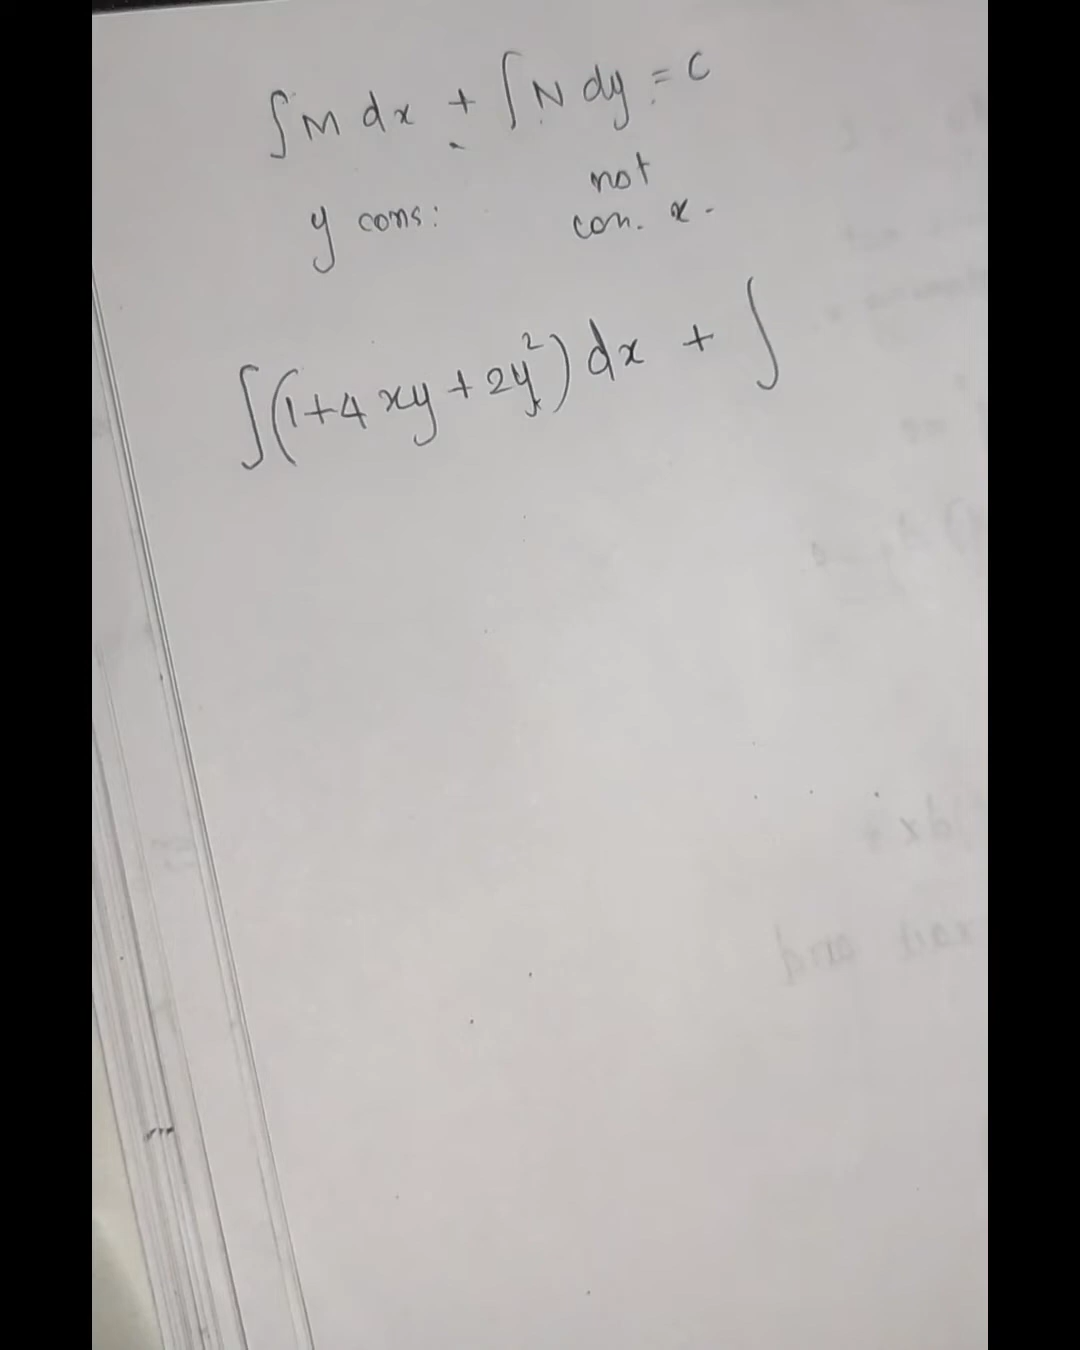 ∫M dx + ∫N dy = c
y cons: not
con. x.
∫(1+4xy+2y²) dx + ∫